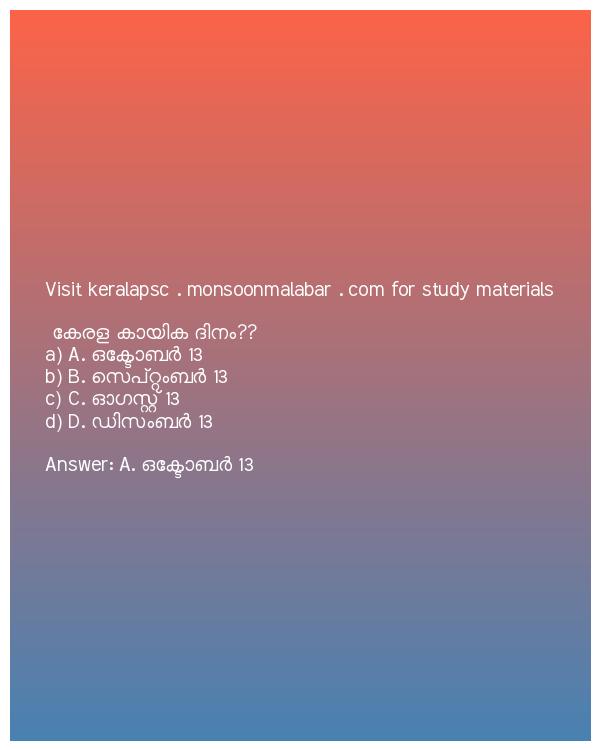 Visit keralapsc . monsoonmalabar . com for study materials
കേരള കായിക ദിനം??
a) A. ഒക്ടോബർ 13
b) B. സെപ്റ്റംബർ 13
c) C. ഓഗസ്റ്റ് 13
d) D. ഡിസംബർ 13
Answer: A. ഒക്ടോബർ 13